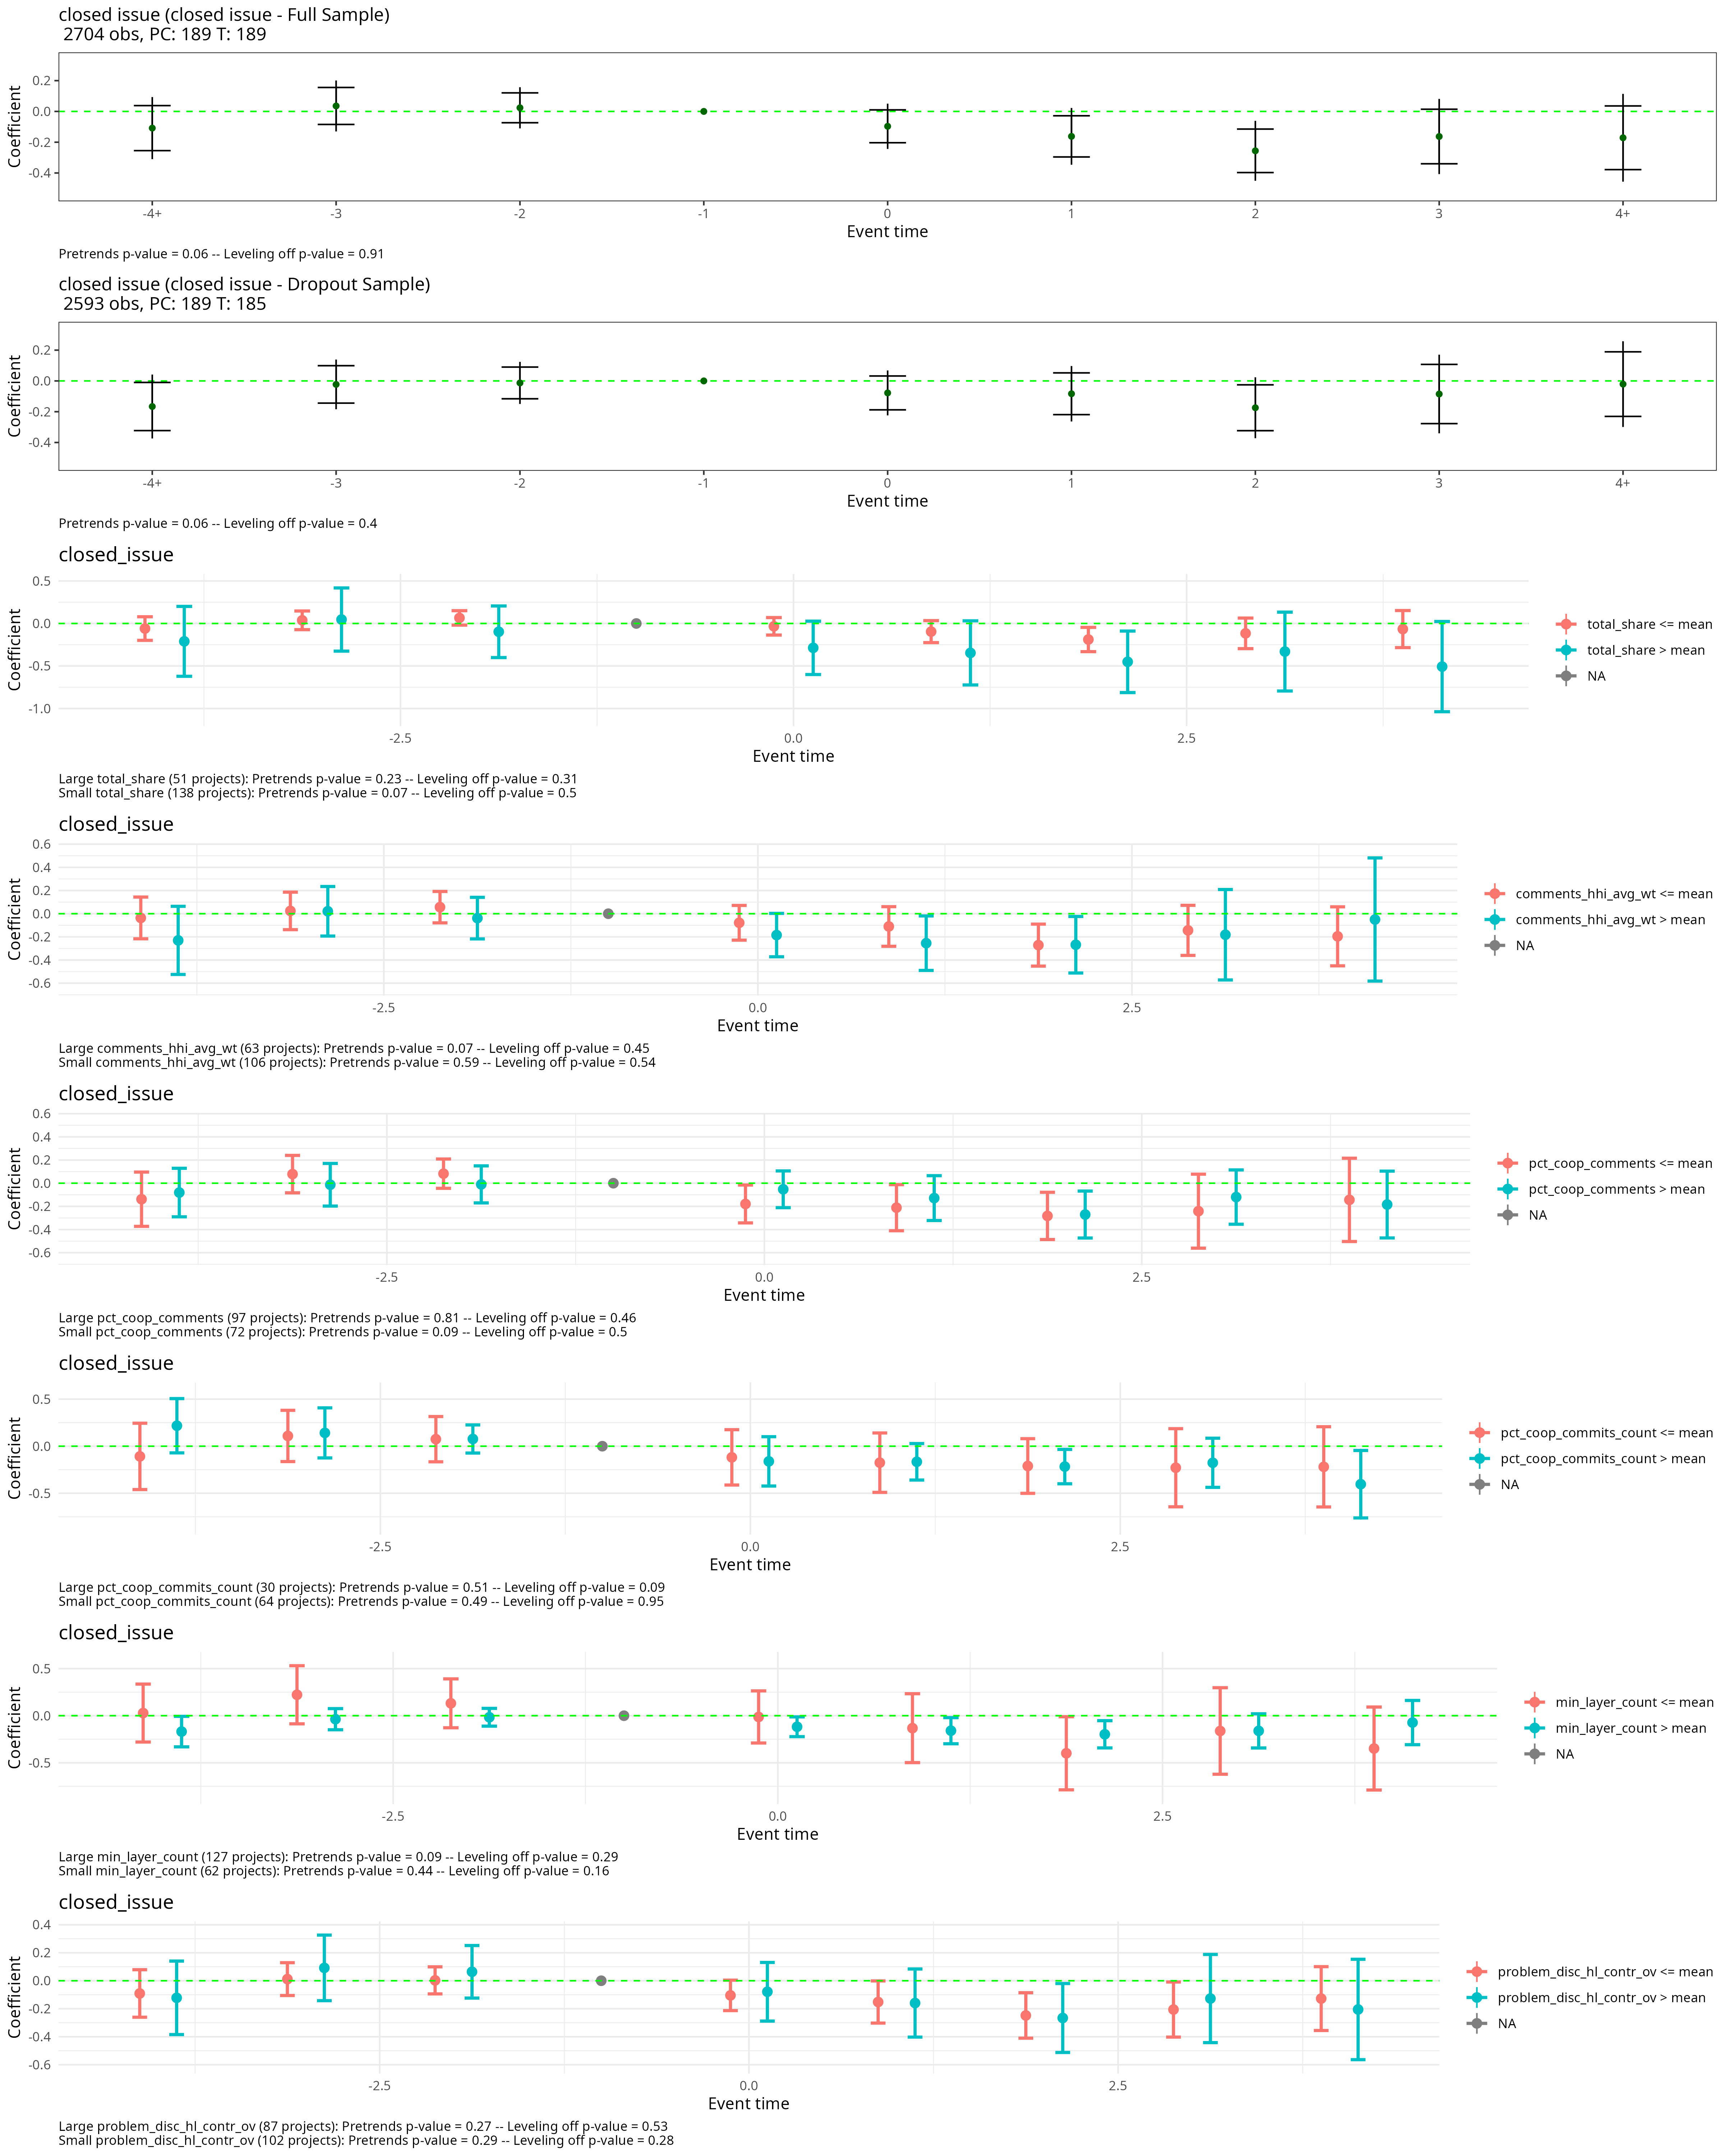 closed issue (closed issue - Full Sample)
2704 obs, PC: 189 T: 189
Coefficient
0.2
0.0
-0.2
-0.4
-4+ -3 -2 -1 0 1 2 3 4+
Event time
Pretrends p-value = 0.06 -- Leveling off p-value = 0.91
closed issue (closed issue - Dropout Sample)
2593 obs, PC: 189 T: 185
Coefficient
0.2
0.0
-0.2
-0.4
-4+ -3 -2 -1 0 1 2 3 4+
Event time
Pretrends p-value = 0.06 -- Leveling off p-value = 0.4
closed_issue
Coefficient
0.5
0.0
-0.5
-1.0
-2.5 0.0 2.5
Event time
total_share <= mean
total_share > mean
NA
Large total_share (51 projects): Pretrends p-value = 0.23 -- Leveling off p-value = 0.31
Small total_share (138 projects): Pretrends p-value = 0.07 -- Leveling off p-value = 0.5
closed_issue
Coefficient
0.6
0.4
0.2
0.0
-0.2
-0.4
-0.6
-2.5 0.0 2.5
Event time
comments_hhi_avg_wt <= mean
comments_hhi_avg_wt > mean
NA
Large comments_hhi_avg_wt (63 projects): Pretrends p-value = 0.07 -- Leveling off p-value = 0.45
Small comments_hhi_avg_wt (106 projects): Pretrends p-value = 0.59 -- Leveling off p-value = 0.54
closed_issue
Coefficient
0.6
0.4
0.2
0.0
-0.2
-0.4
-0.6
-2.5 0.0 2.5
Event time
pct_coop_comments <= mean
pct_coop_comments > mean
NA
Large pct_coop_comments (97 projects): Pretrends p-value = 0.81 -- Leveling off p-value = 0.46
Small pct_coop_comments (72 projects): Pretrends p-value = 0.09 -- Leveling off p-value = 0.5
closed_issue
Coefficient
0.5
0.0
-0.5
-2.5 0.0 2.5
Event time
pct_coop_commits_count <= mean
pct_coop_commits_count > mean
NA
Large pct_coop_commits_count (30 projects): Pretrends p-value = 0.51 -- Leveling off p-value = 0.09
Small pct_coop_commits_count (64 projects): Pretrends p-value = 0.49 -- Leveling off p-value = 0.95
closed_issue
Coefficient
0.5
0.0
-0.5
-2.5 0.0 2.5
Event time
min_layer_count <= mean
min_layer_count > mean
NA
Large min_layer_count (127 projects): Pretrends p-value = 0.09 -- Leveling off p-value = 0.29
Small min_layer_count (62 projects): Pretrends p-value = 0.44 -- Leveling off p-value = 0.16
closed_issue
Coefficient
0.4
0.2
0.0
-0.2
-0.4
-0.6
-2.5 0.0 2.5
Event time
problem_disc_hl_contr_ov <= mean
problem_disc_hl_contr_ov > mean
NA
Large problem_disc_hl_contr_ov (87 projects): Pretrends p-value = 0.27 -- Leveling off p-value = 0.53
Small problem_disc_hl_contr_ov (102 projects): Pretrends p-value = 0.29 -- Leveling off p-value = 0.28